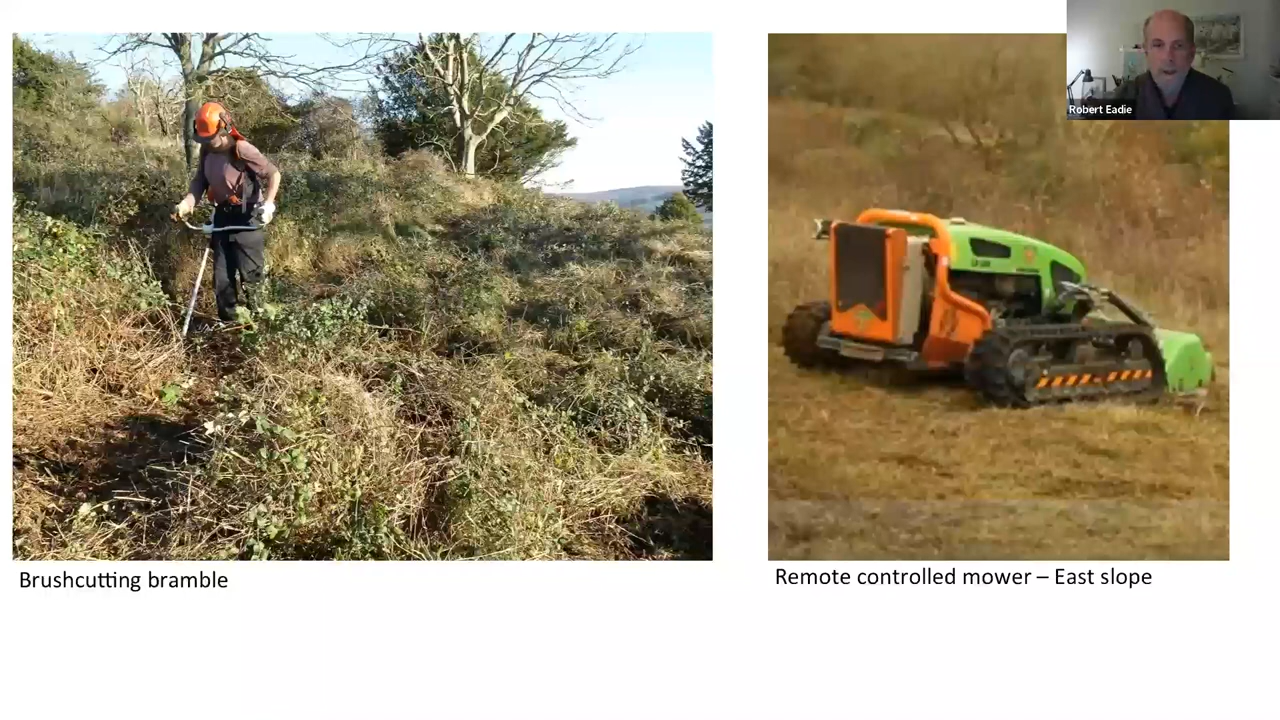 Robert Eadie
Brushcutting bramble
Remote controlled mower – East slope